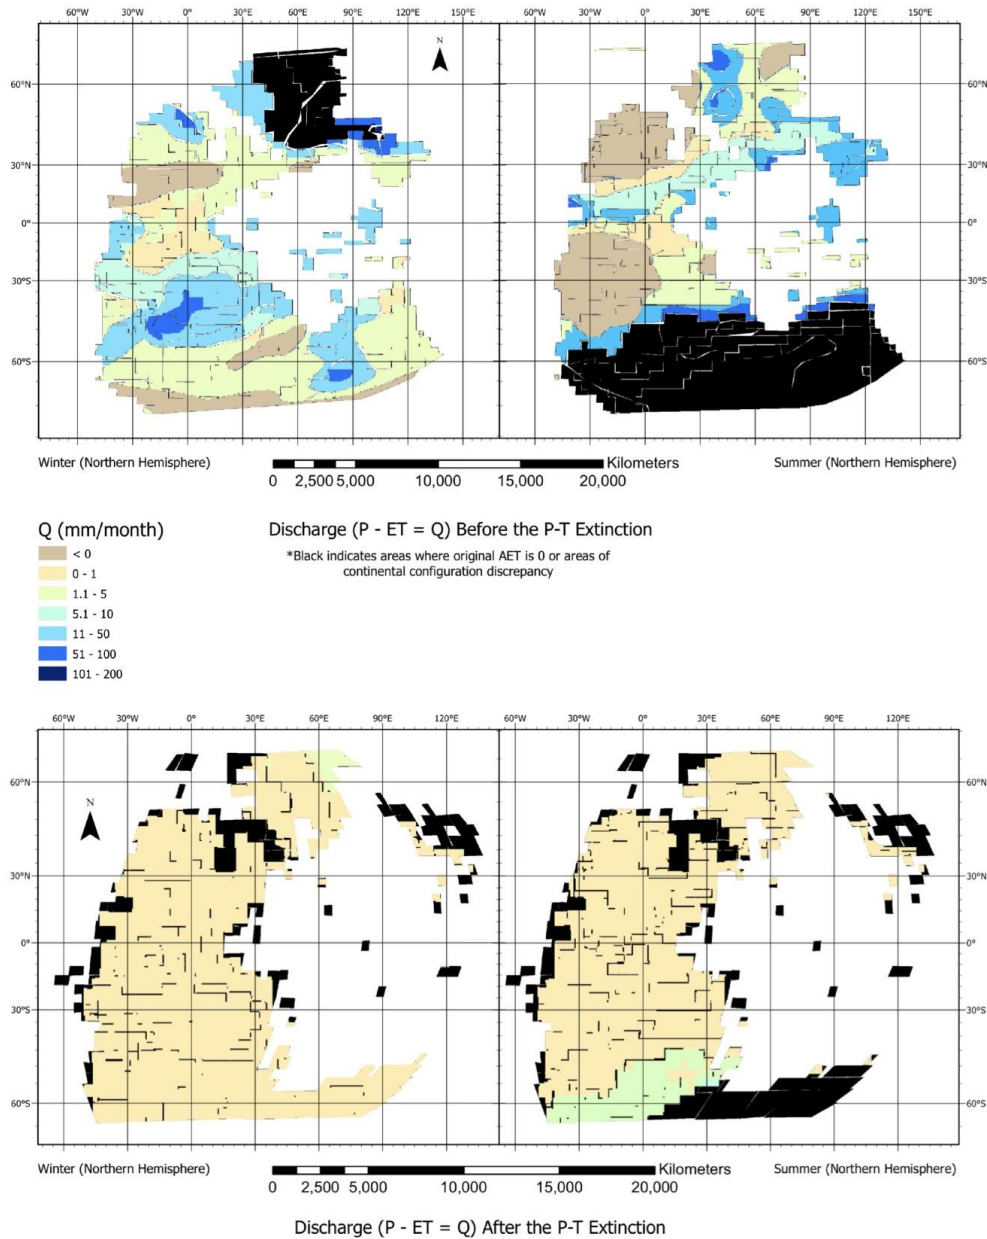 60°W 30°W 0° 30°E 60°E 90°E 120°E 150°E 60°W 30°W 0° 30°E 60°E 90°E 120°E 150°E
N
60°N 60°N
30°N 30°N
0° 0°
30°S 30°S
60°S 60°S
Winter (Northern Hemisphere) Kilometers Summer (Northern Hemisphere)
0 2,500 5,000 10,000 15,000 20,000
Q (mm/month) Discharge (P - ET = Q) Before the P-T Extinction
< 0 *Black indicates areas where original AET is 0 or areas of
0 - 1 continental configuration discrepancy
1.1 - 5
5.1 - 10
11 - 50
51 - 100
101 - 200
60°W 30°W 0° 30°E 60°E 90°E 120°E 60°W 30°W 0° 30°E 60°E 90°E 120°E
60°N 60°N
N
30°N 30°N
0° 0°
30°S 30°S
60°S 60°S
Winter (Northern Hemisphere) Kilometers Summer (Northern Hemisphere)
0 2,500 5,000 10,000 15,000 20,000
Discharge (P - ET = Q) After the P-T Extinction